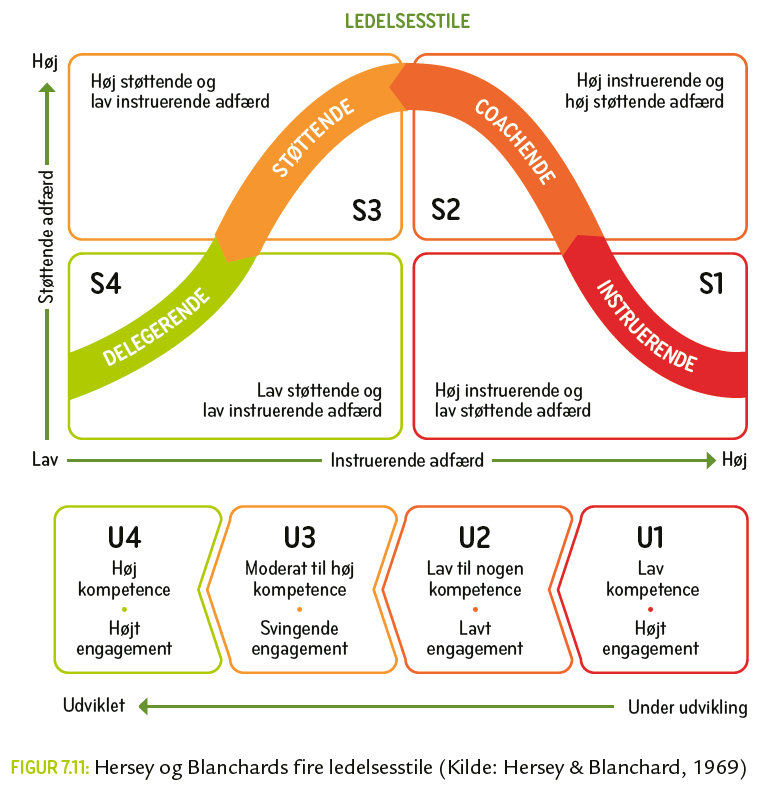 LEDELSESSTILE
Høj
Høj støttende og
lav instruerende adfærd
Høj instruerende og
høj støttende adfærd
STØTTENDE
COACHENDE
Støttende adfærd
S3
S2
S4
S1
DELEGERENDE
INSTRUERENDE
Lav støttende og
lav instruerende adfærd
Høj instruerende og
lav støttende adfærd
Lav
Instruerende adfærd
Høj
U4
Høj
kompetence
•
Højt
engagement
U3
Moderat til høj
kompetence
•
Svingende
engagement
U2
Lav til nogen
kompetence
•
Lavt
engagement
U1
Lav
kompetence
•
Højt
engagement
Udviklet
Under udvikling
FIGUR 7.11: Hersey og Blanchards fire ledelsesstile (Kilde: Hersey & Blanchard, 1969)